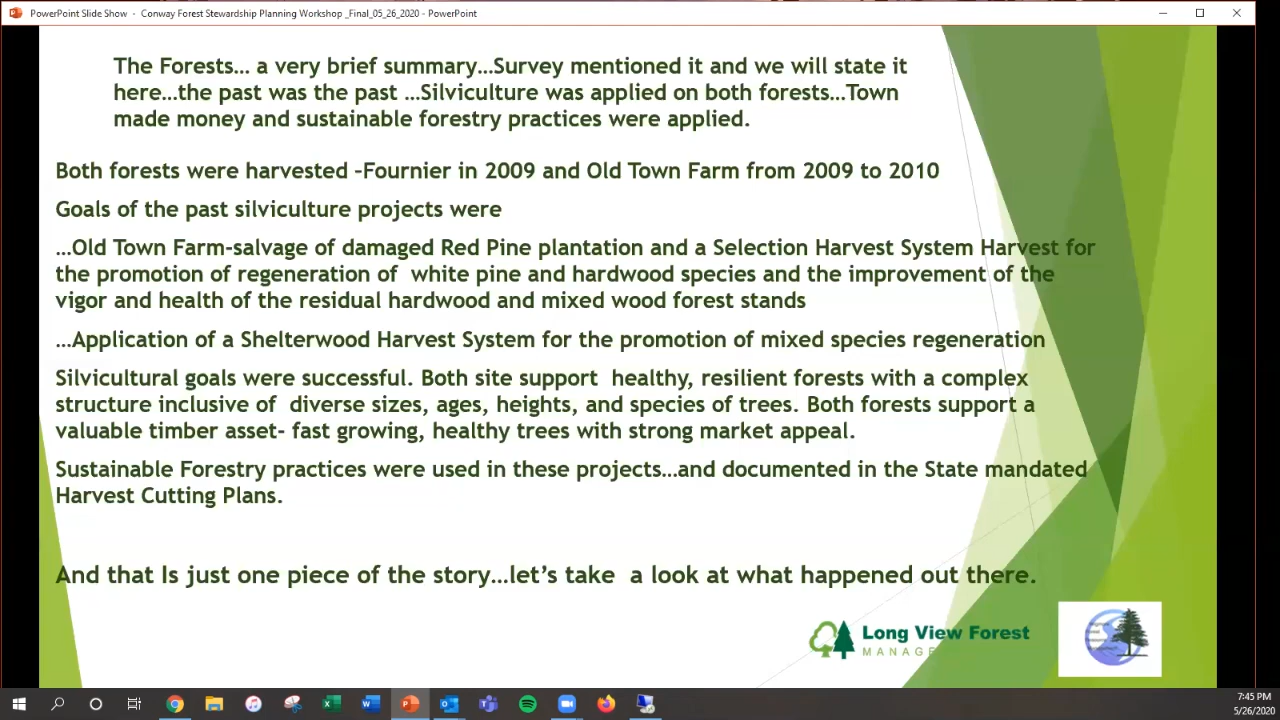 PowerPoint Slide Show - Conway Forest Stewardship Planning Workshop _Final_05_26_2020 - PowerPoint
The Forests… a very brief summary…Survey mentioned it and we will state it
here…the past was the past …Silviculture was applied on both forests…Town
made money and sustainable forestry practices were applied.
Both forests were harvested –Fournier in 2009 and Old Town Farm from 2009 to 2010
Goals of the past silviculture projects were
…Old Town Farm-salvage of damaged Red Pine plantation and a Selection Harvest System Harvest for
the promotion of regeneration of white pine and hardwood species and the improvement of the
vigor and health of the residual hardwood and mixed wood forest stands
…Application of a Shelterwood Harvest System for the promotion of mixed species regeneration
Silvicultural goals were successful. Both site support healthy, resilient forests with a complex
structure inclusive of diverse sizes, ages, heights, and species of trees. Both forests support a
valuable timber asset- fast growing, healthy trees with strong market appeal.
Sustainable Forestry practices were used in these projects…and documented in the State mandated
Harvest Cutting Plans.
And that Is just one piece of the story…let's take a look at what happened out there.
Long View Forest
MANAG
7:45 PM
5/26/2020